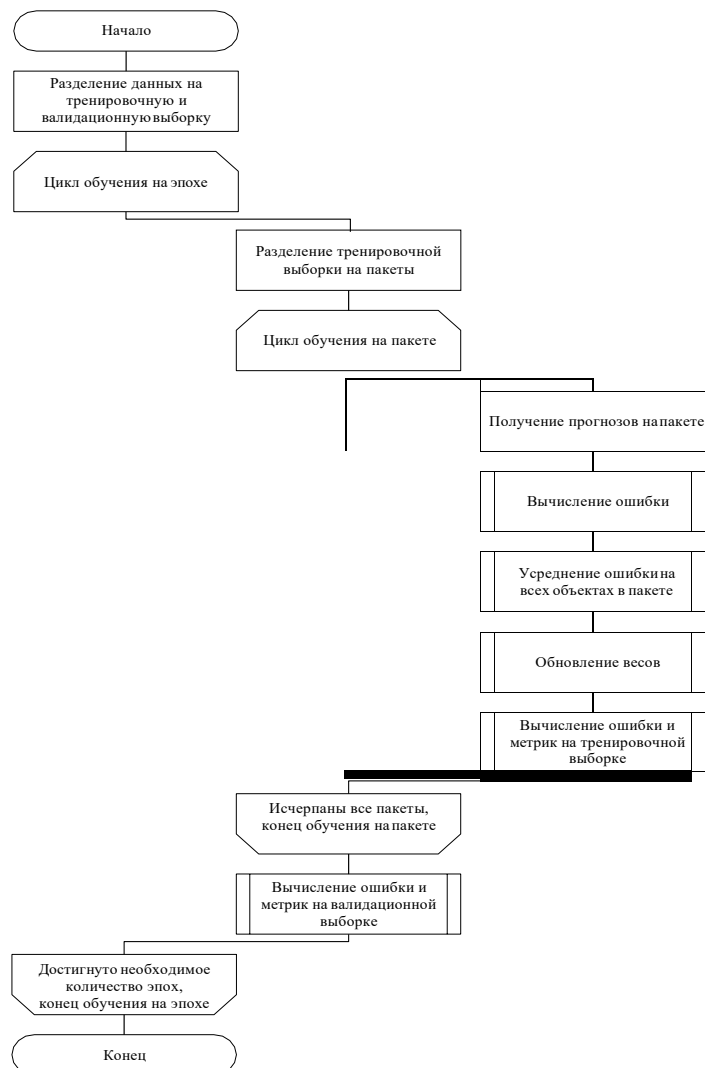 Начало
Разделение данных на
тренировочную и
валидационную выборку
Цикл обучения на эпохе
Разделение тренировочной
выборки на пакеты
Цикл обучения на пакете
Получение прогнозов на пакете
Вычисление ошибки
Усреднение ошибки на
всех объектах в пакете
Обновление весов
Вычисление ошибки и
метрик на тренировочной
выборке
Исчерпаны все пакеты,
конец обучения на пакете
Вычисление ошибки и
метрик на валидационной
выборке
Достигнуто необходимое
количество эпох,
конец обучения на эпохе
Конец